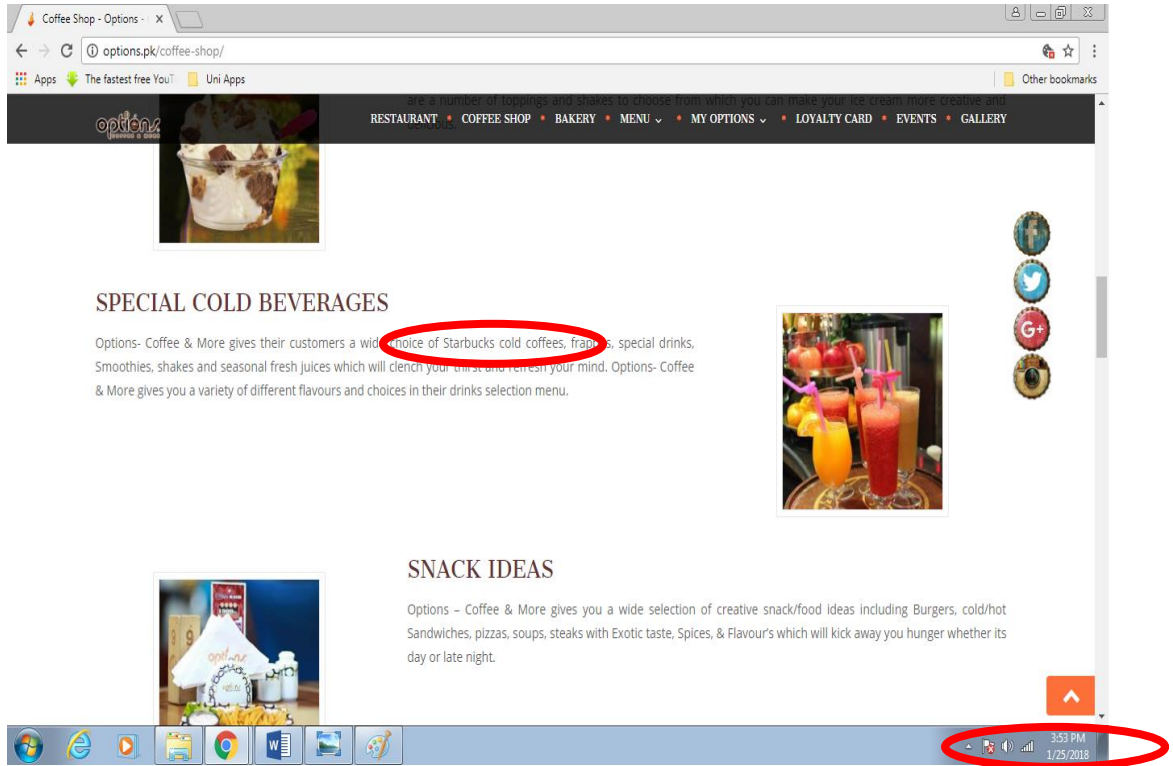 Coffee Shop - Options -
options.pk/coffee-shop/
Apps The fastest free YouT Uni Apps Other bookmarks
are a number of toppings and shakes to choose from which you can make your ice cream more creative and
delicious.
options
RESTAURANT • COFFEE SHOP • BAKERY • MENU • MY OPTIONS • LOYALTY CARD • EVENTS • GALLERY
SPECIAL COLD BEVERAGES
Options- Coffee & More gives their customers a wide choice of Starbucks cold coffees, frappes, special drinks,
Smoothies, shakes and seasonal fresh juices which will clench your thirst and refresh your mind. Options- Coffee
& More gives you a variety of different flavours and choices in their drinks selection menu.
G+
SNACK IDEAS
Options – Coffee & More gives you a wide selection of creative snack/food ideas including Burgers, cold/hot
Sandwiches, pizzas, soups, steaks with Exotic taste, Spices, & Flavour's which will kick away you hunger whether its
day or late night.
options
3:53 PM
1/25/2018